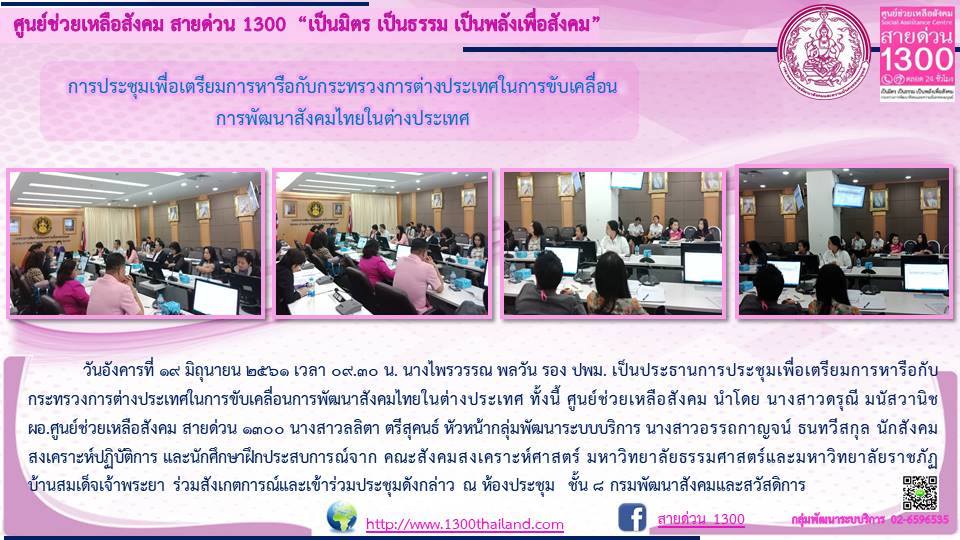 ศูนย์ช่วยเหลือสังคม สายด่วน 1300 “เป็นมิตร เป็นธรรม เป็นพลังเพื่อสังคม”
ศูนย์ช่วยเหลือสังคม
Social Assistance Centre
สายด่วน
1300
ตลอด 24 ชั่วโมง
เป็นมิตร เป็นธรรม เป็นพลังเพื่อสังคม
การประชุมเพื่อเตรียมการหารือกับกระทรวงการต่างประเทศในการขับเคลื่อน
การพัฒนาสังคมไทยในต่างประเทศ
วันอังคารที่ ๑๙ มิถุนายน ๒๕๖๑ เวลา ๐๙.๓๐ น. นางไพรวรรณ พลวัน รอง ปพม. เป็นประธานการประชุมเพื่อเตรียมการหารือกับ
กระทรวงการต่างประเทศในการขับเคลื่อนการพัฒนาสังคมไทยในต่างประเทศ ทั้งนี้ ศูนย์ช่วยเหลือสังคม นำโดย นางสาวดรุณี มนัสวานิช
ผอ.ศูนย์ช่วยเหลือสังคม สายด่วน ๑๓๐๐ นางสาวลลิตา ตรีสุคนธ์ หัวหน้ากลุ่มพัฒนาระบบบริการ นางสาวอรรถกาญจน์ ธนทวีสกุล นักสังคม
สงเคราะห์ปฏิบัติการ และนักศึกษาฝึกประสบการณ์จาก คณะสังคมสงเคราะห์ศาสตร์ มหาวิทยาลัยธรรมศาสตร์และมหาวิทยาลัยราชภัฏ
บ้านสมเด็จเจ้าพระยา ร่วมสังเกตการณ์และเข้าร่วมประชุมดังกล่าว ณ ห้องประชุม ชั้น ๘ กรมพัฒนาสังคมและสวัสดิการ
http://www.1300thailand.com
สายด่วน 1300
กลุ่มพัฒนาระบบบริการ 02-6596535